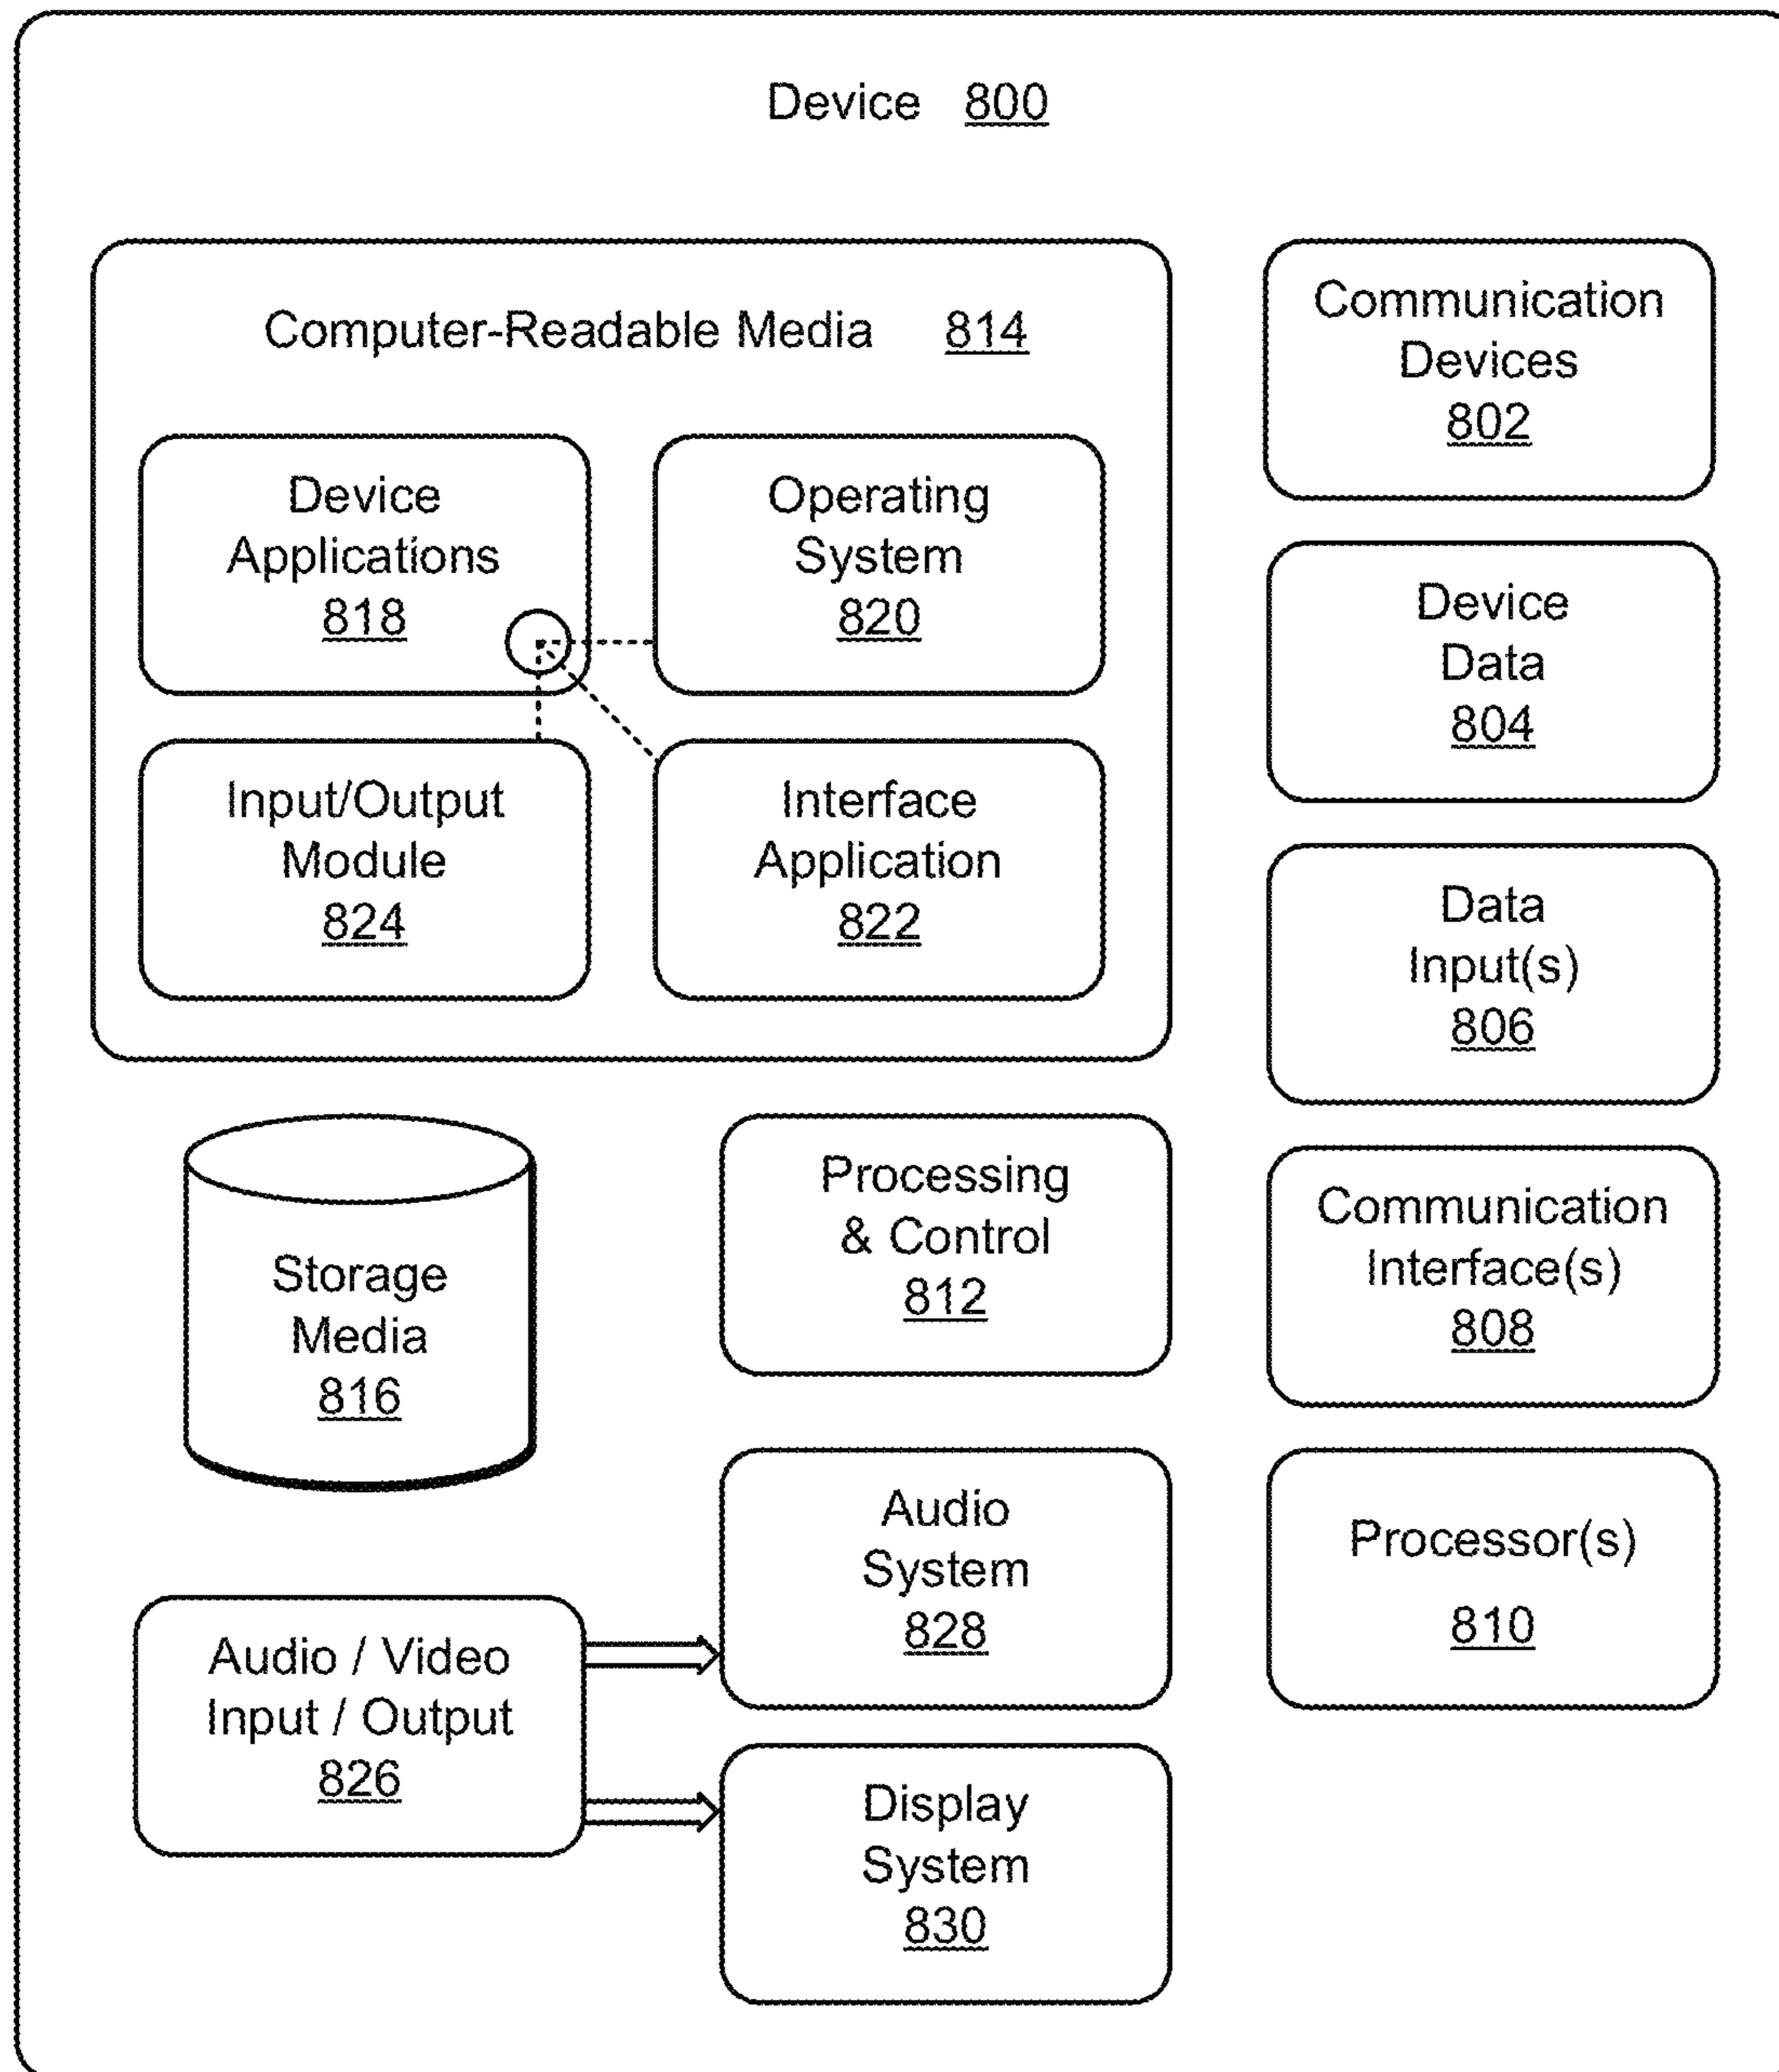 Device 800
Computer-Readable Media 814
Device
Applications
818
Operating
System
820
Input/Output
Module
824
Interface
Application
822
Storage
Media
816
Processing
& Control
812
Audio / Video
Input / Output
826
Audio
System
828
Display
System
830
Communication
Devices
802
Device
Data
804
Data
Input(s)
806
Communication
Interface(s)
808
Processor(s)
810